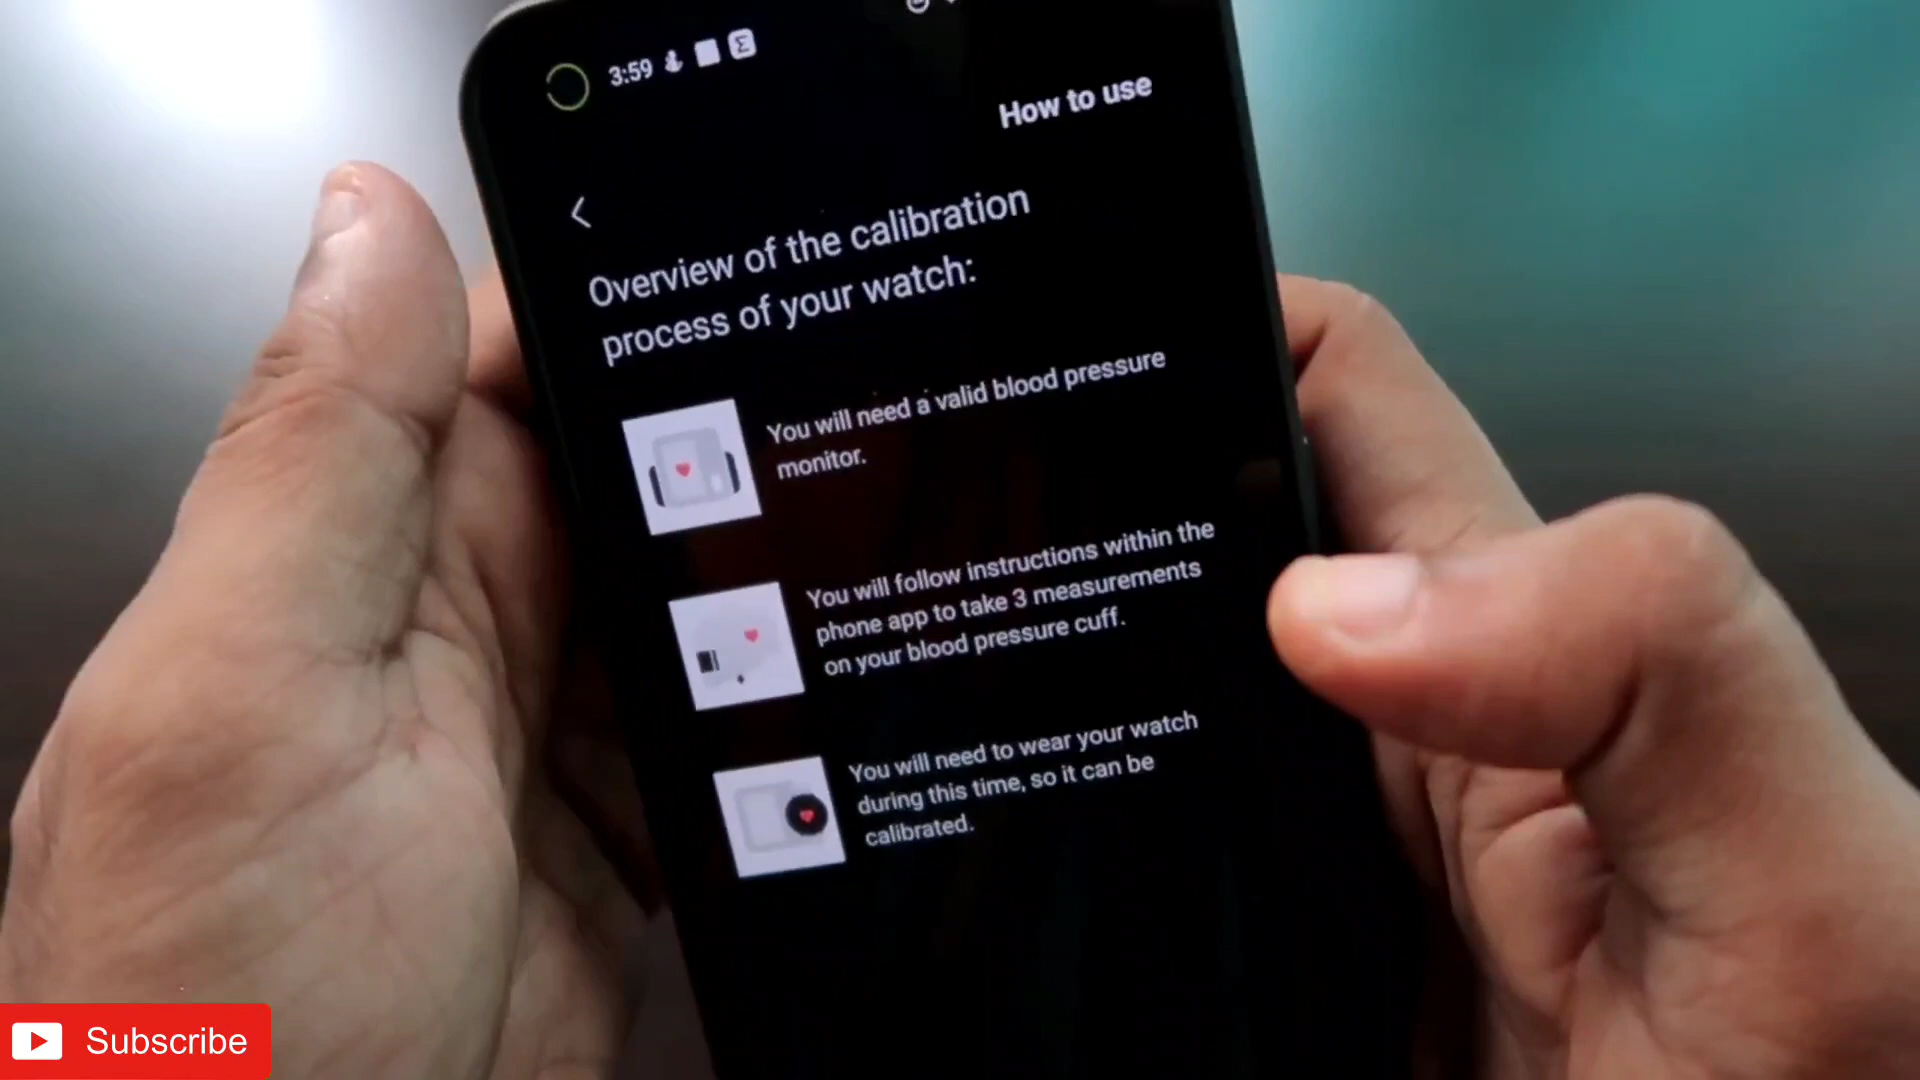 3:59
How to use
Overview of the calibration
process of your watch:
You will need a valid blood pressure
monitor.
You will follow instructions within the
phone app to take 3 measurements
on your blood pressure cuff.
You will need to wear your watch
during this time, so it can be
calibrated.
Subscribe